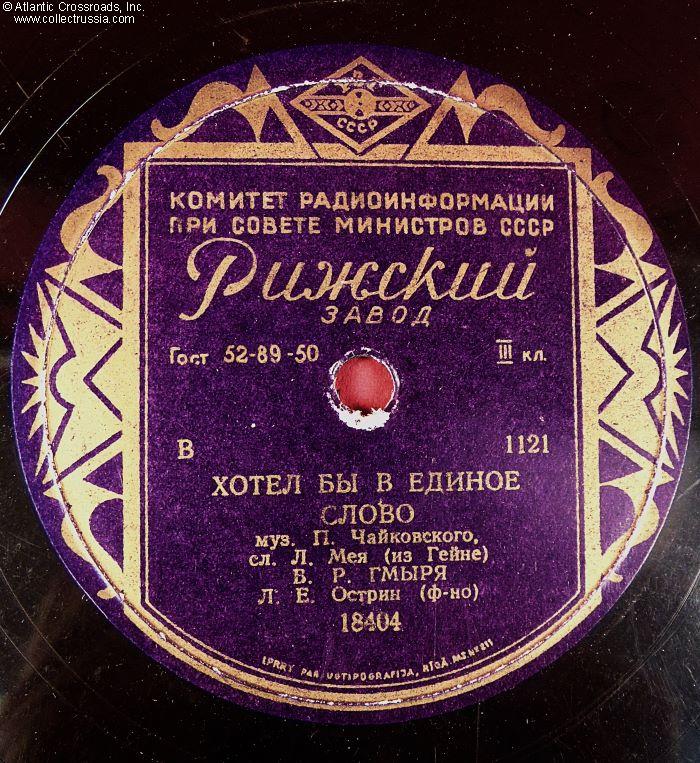 © Atlantic Crossroads, Inc.
www.collectrussia.com
СССР
КОМИТЕТ РАДИОИНФОРМАЦИИ
ПРИ СОВЕТЕ МИНИСТРОВ СССР
Рижский
ЗАВОД
Гост 52-89-50 III кл.
В 1121
ХОТЕЛ БЫ В ЕДИНОЕ
СЛОВО
муз. П. Чайковского,
сл. Л. Мея (из Гейне)
Б. Р. ГМЫРЯ
Л. Е. Острин (ф-но)
18404